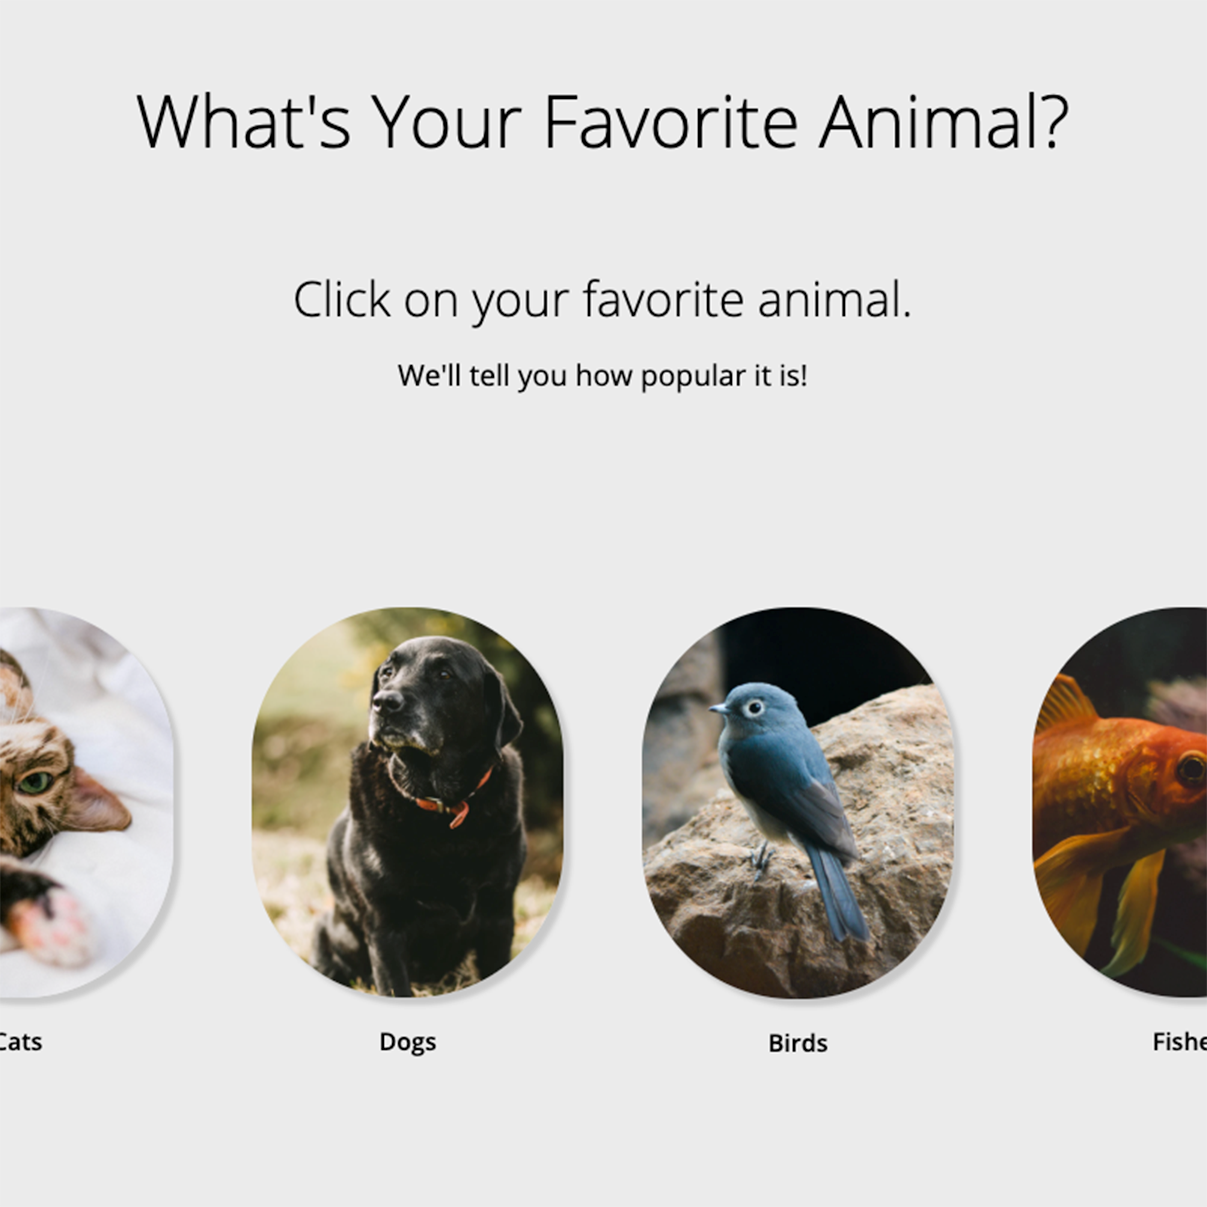 What's Your Favorite Animal?
Click on your favorite animal.
We'll tell you how popular it is!
Cats
Dogs
Birds
Fishe